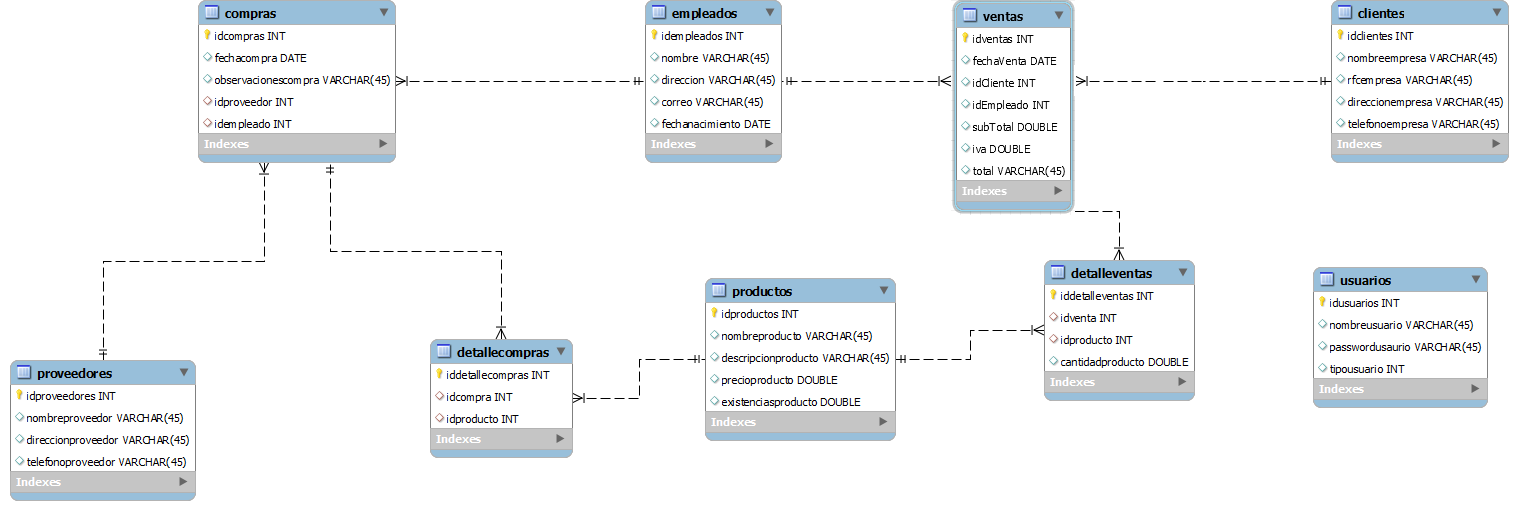 compras
idcompras INT
fechacompra DATE
observacionescompra VARCHAR(45)
idproveedor INT
idempleado INT
Indexes
empleados
idempleados INT
nombre VARCHAR(45)
direccion VARCHAR(45)
correo VARCHAR(45)
fechanacimiento DATE
Indexes
ventas
idventas INT
fechaVenta DATE
idCliente INT
idEmpleado INT
subTotal DOUBLE
iva DOUBLE
total VARCHAR(45)
Indexes
clientes
idclientes INT
nombreempresa VARCHAR(45)
rfcempresa VARCHAR(45)
direccionempresa VARCHAR(45)
telefonoempresa VARCHAR(45)
Indexes
proveedores
idproveedores INT
nombreproveedor VARCHAR(45)
direccionproveedor VARCHAR(45)
telefonoproveedor VARCHAR(45)
Indexes
detallecompras
iddetallecompras INT
idcompra INT
idproducto INT
Indexes
productos
idproductos INT
nombreproducto VARCHAR(45)
descripcionproducto VARCHAR(45)
precioproducto DOUBLE
existenciasproducto DOUBLE
Indexes
detalleventas
iddetalleventas INT
idventa INT
idproducto INT
cantidadproducto DOUBLE
Indexes
usuarios
idusuarios INT
nombreusuario VARCHAR(45)
passwordusaurio VARCHAR(45)
tipousuario INT
Indexes